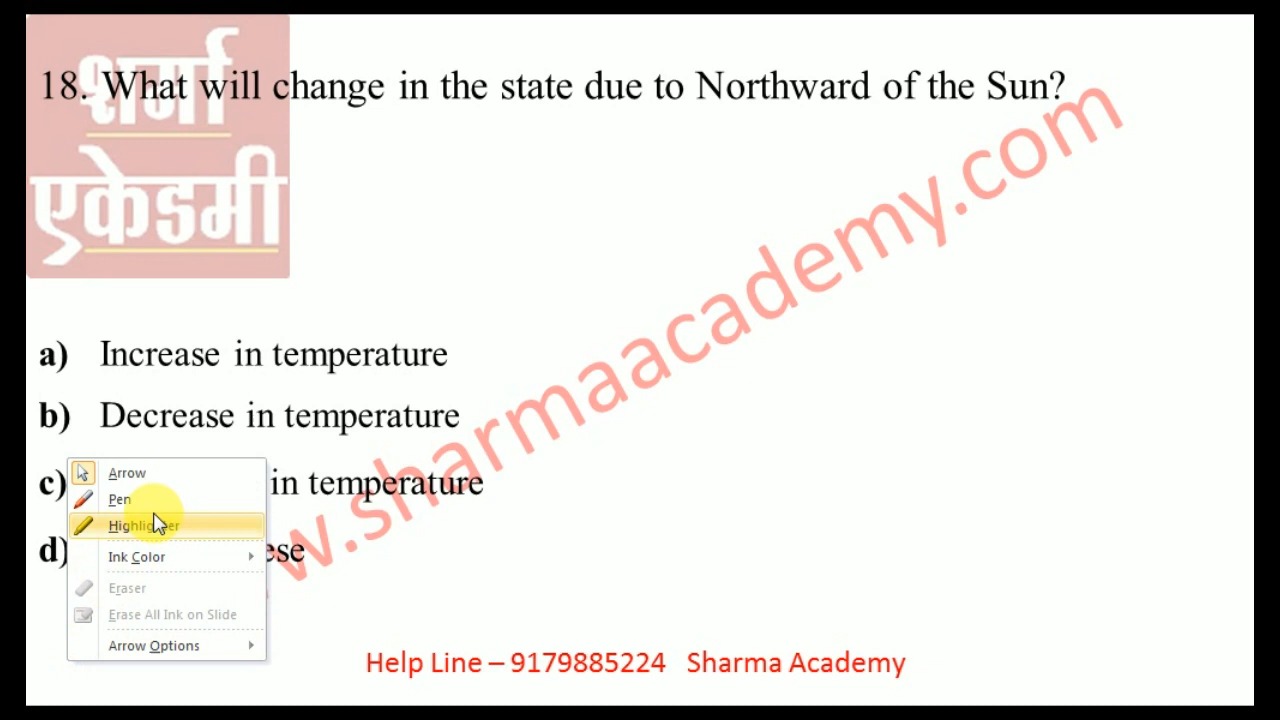 शर्मा
एकेडमी
18. What will change in the state due to Northward of the Sun?
a) Increase in temperature
b) Decrease in temperature
c) in temperature
d) ese
Arrow
Pen
Highlighter
Ink Color
Eraser
Erase All Ink on Slide
Arrow Options
w.sharmaacademy.com
Help Line – 9179885224 Sharma Academy